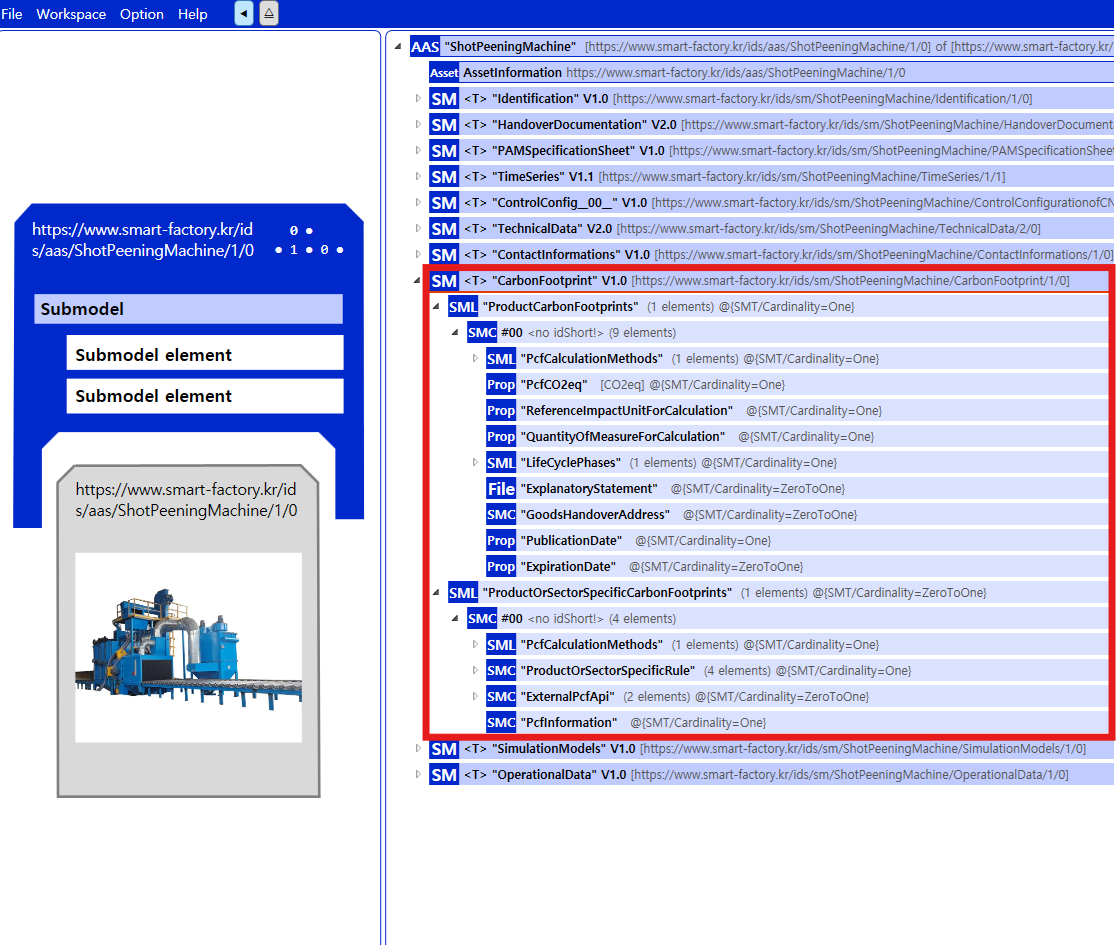 File Workspace Option Help
AAS "ShotPeeningMachine" [https://www.smart-factory.kr/ids/aas/ShotPeeningMachine/1/0] of [https://www.smart-factory.kr/
Asset AssetInformation https://www.smart-factory.kr/ids/aas/ShotPeeningMachine/1/0
SM <T> "Identification" V1.0 [https://www.smart-factory.kr/ids/sm/ShotPeeningMachine/Identification/1/0]
SM <T> "HandoverDocumentation" V2.0 [https://www.smart-factory.kr/ids/sm/ShotPeeningMachine/HandoverDocumenta
SM <T> "PAMSpecificationSheet" V1.0 [https://www.smart-factory.kr/ids/sm/ShotPeeningMachine/PAMSpecificationSheet
SM <T> "TimeSeries" V1.1 [https://www.smart-factory.kr/ids/sm/ShotPeeningMachine/TimeSeries/1/1]
SM <T> "ControlConfig__00__" V1.0 [https://www.smart-factory.kr/ids/sm/ShotPeeningMachine/ControlConfigurationofCN
SM <T> "TechnicalData" V2.0 [https://www.smart-factory.kr/ids/sm/ShotPeeningMachine/TechnicalData/2/0]
SM <T> "ContactInformations" V1.0 [https://www.smart-factory.kr/ids/sm/ShotPeeningMachine/ContactInformations/1/0]
SM <T> "CarbonFootprint" V1.0 [https://www.smart-factory.kr/ids/sm/ShotPeeningMachine/CarbonFootprint/1/0]
SML "ProductCarbonFootprints" (1 elements) @{SMT/Cardinality=One}
SMC #00 <no idShort!> (9 elements)
SML "PcfCalculationMethods" (1 elements) @{SMT/Cardinality=One}
Prop "PcfCO2eq" [CO2eq] @{SMT/Cardinality=One}
Prop "ReferenceImpactUnitForCalculation" @{SMT/Cardinality=One}
Prop "QuantityOfMeasureForCalculation" @{SMT/Cardinality=One}
SML "LifeCyclePhases" (1 elements) @{SMT/Cardinality=One}
File "ExplanatoryStatement" @{SMT/Cardinality=ZeroToOne}
SMC "GoodsHandoverAddress" @{SMT/Cardinality=ZeroToOne}
Prop "PublicationDate" @{SMT/Cardinality=One}
Prop "ExpirationDate" @{SMT/Cardinality=ZeroToOne}
SML "ProductOrSectorSpecificCarbonFootprints" (1 elements) @{SMT/Cardinality=ZeroToOne}
SMC #00 <no idShort!> (4 elements)
SML "PcfCalculationMethods" (1 elements) @{SMT/Cardinality=One}
SMC "ProductOrSectorSpecificRule" (4 elements) @{SMT/Cardinality=One}
SMC "ExternalPcfApi" (2 elements) @{SMT/Cardinality=ZeroToOne}
SMC "PcfInformation" @{SMT/Cardinality=One}
SM <T> "SimulationModels" V1.0 [https://www.smart-factory.kr/ids/sm/ShotPeeningMachine/SimulationModels/1/0]
SM <T> "OperationalData" V1.0 [https://www.smart-factory.kr/ids/sm/ShotPeeningMachine/OperationalData/1/0]
https://www.smart-factory.kr/id
s/aas/ShotPeeningMachine/1/0
0 ●
● 1 ● 0 ●
Submodel
Submodel element
Submodel element
https://www.smart-factory.kr/id
s/aas/ShotPeeningMachine/1/0